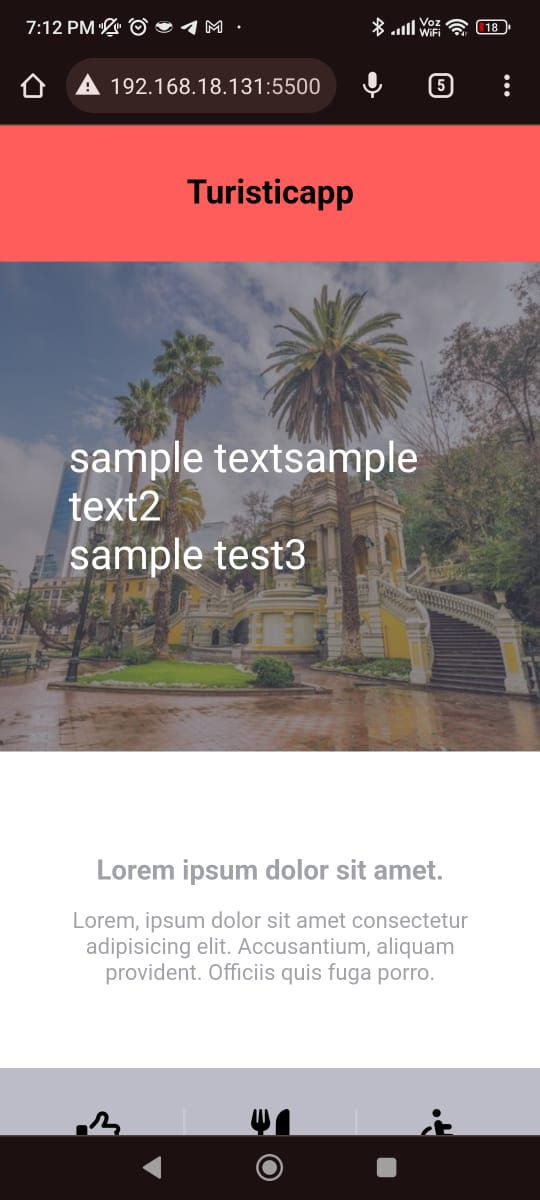 7:12 PM
Voz
WiFi
18
192.168.18.131:5500
5
Turisticapp
sample textsample
text2
sample test3
Lorem ipsum dolor sit amet.
Lorem, ipsum dolor sit amet consectetur
adipisicing elit. Accusantium, aliquam
provident. Officiis quis fuga porro.